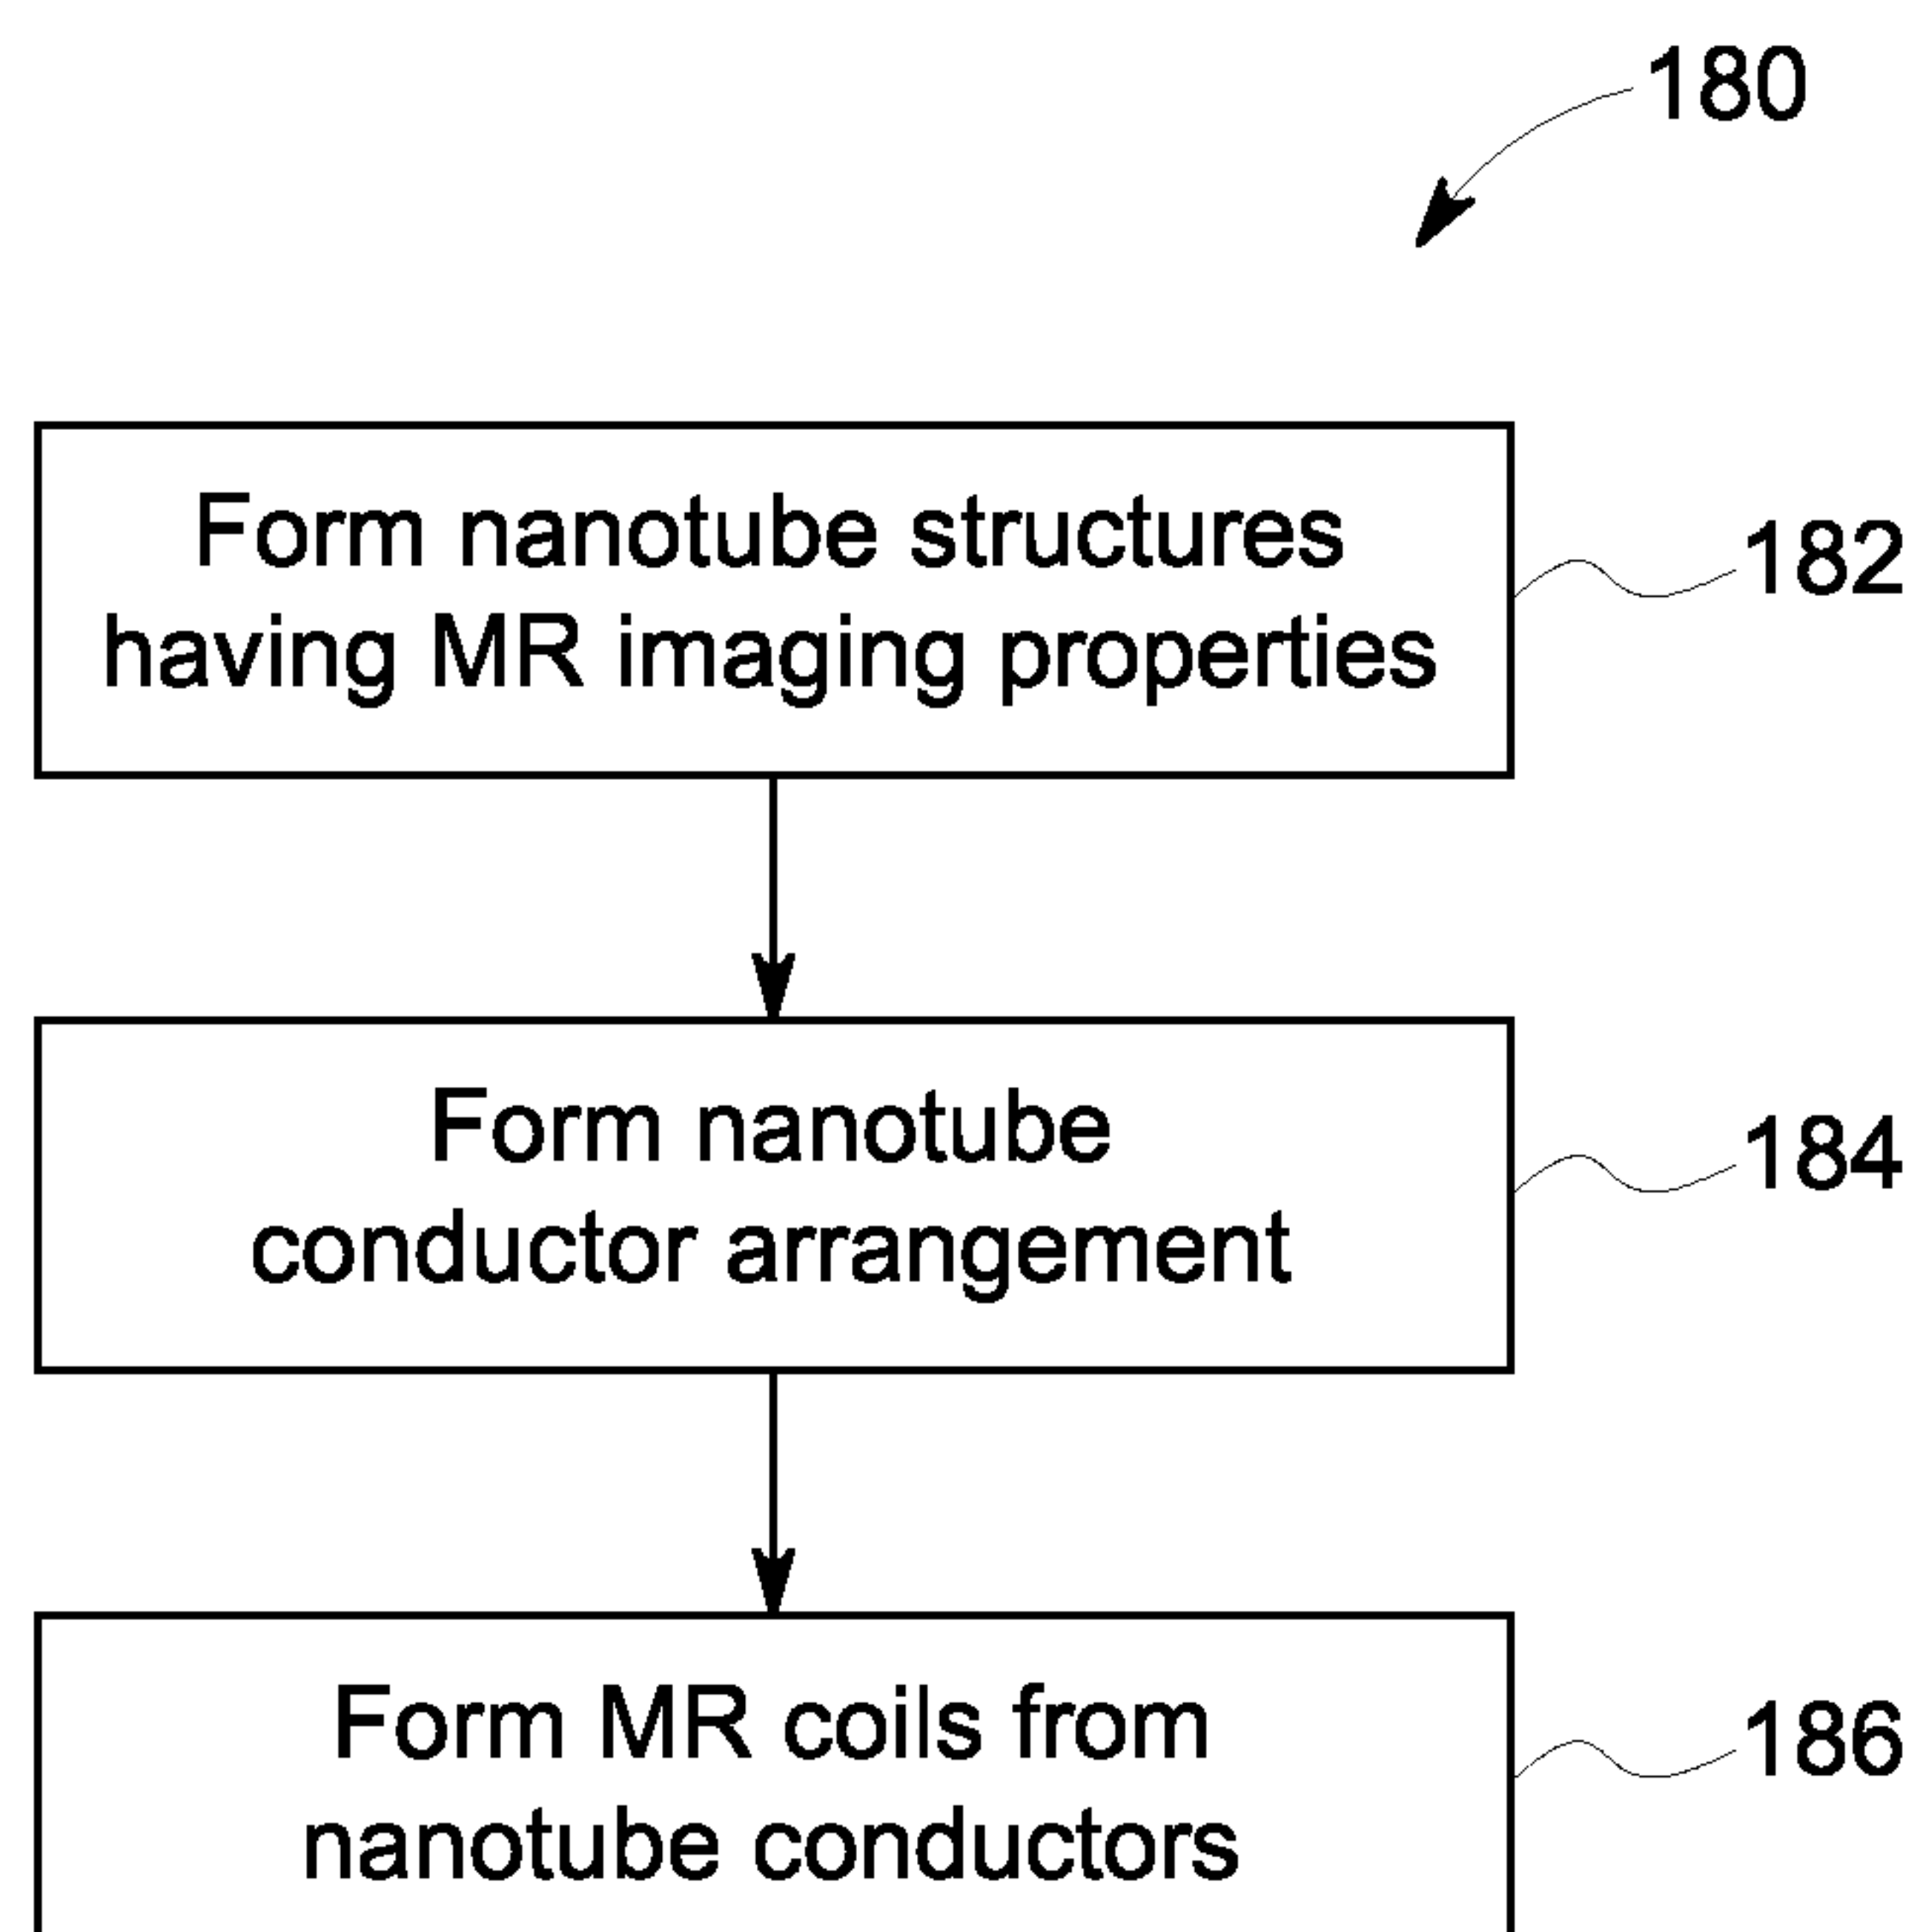 180
Form nanotube structures
having MR imaging properties
182
Form nanotube
conductor arrangement
184
Form MR coils from
nanotube conductors
186